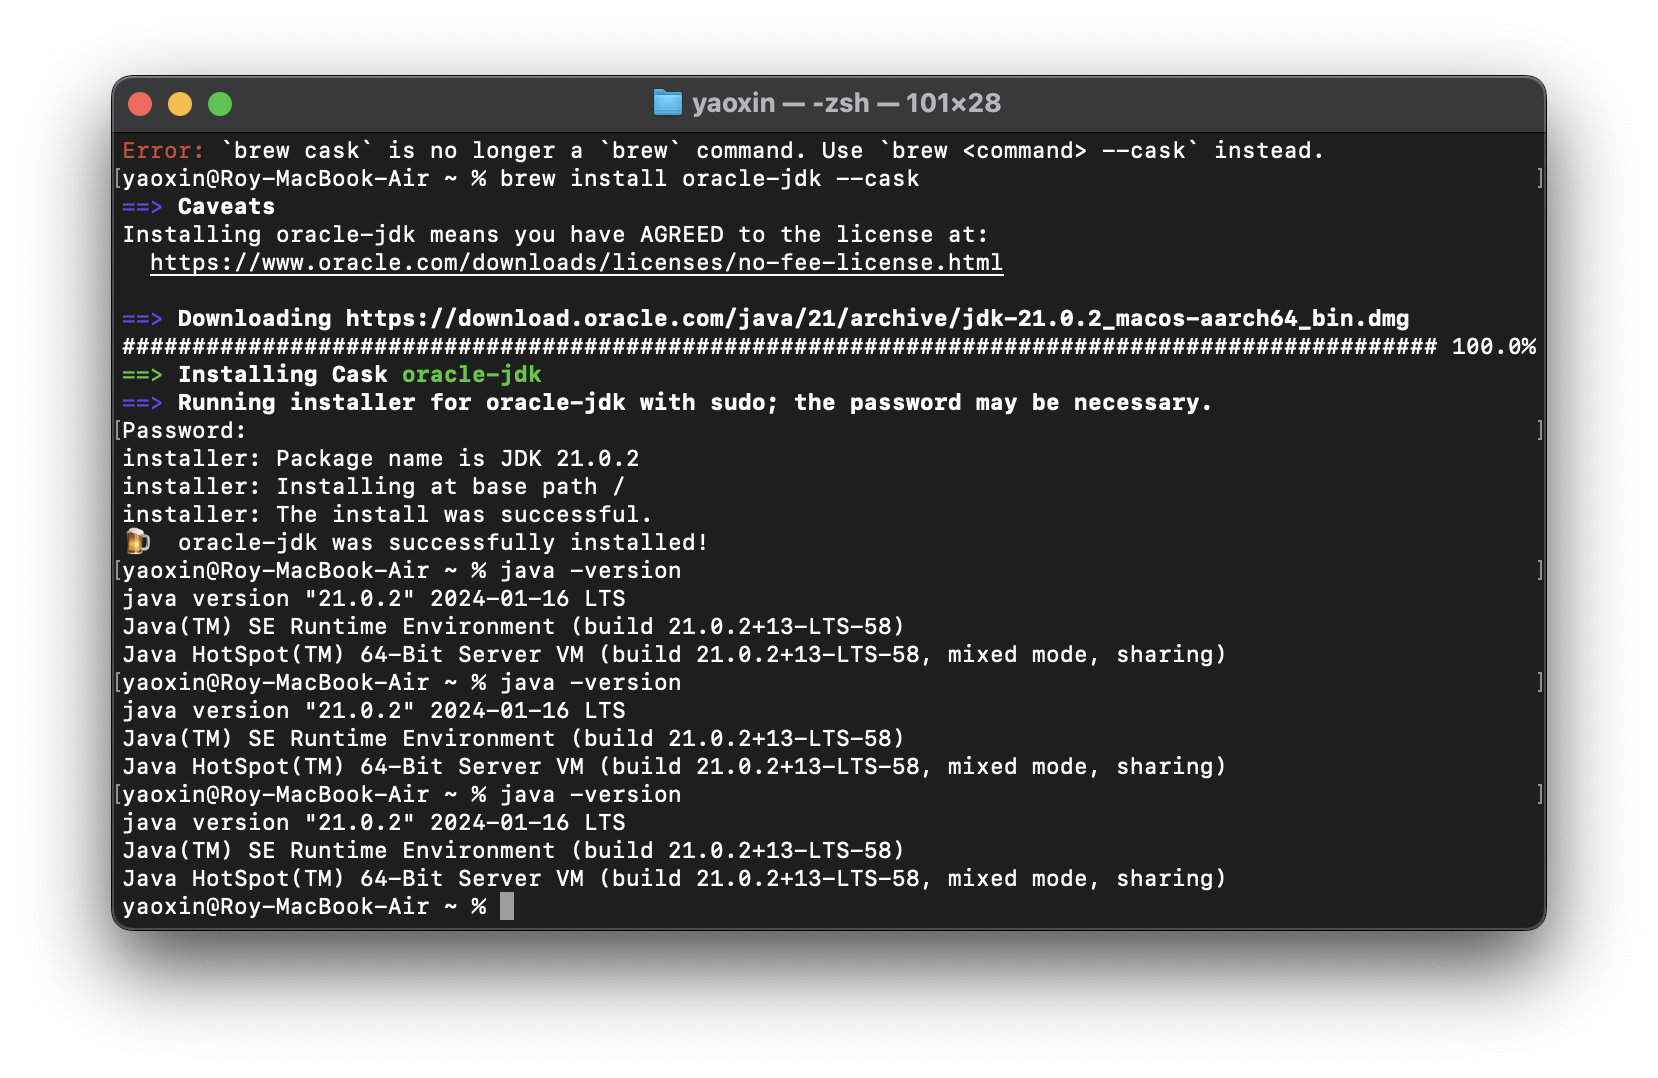 yaoxin — -zsh — 101×28
Error: `brew cask` is no longer a `brew` command. Use `brew <command> --cask` instead.
[yaoxin@Roy-MacBook-Air ~ % brew install oracle-jdk --cask ]
==> Caveats
Installing oracle-jdk means you have AGREED to the license at:
https://www.oracle.com/downloads/licenses/no-fee-license.html
==> Downloading https://download.oracle.com/java/21/archive/jdk-21.0.2_macos-aarch64_bin.dmg
############################################################################################## 100.0%
==> Installing Cask oracle-jdk
==> Running installer for oracle-jdk with sudo; the password may be necessary.
[Password: ]
installer: Package name is JDK 21.0.2
installer: Installing at base path /
installer: The install was successful.
🍺 oracle-jdk was successfully installed!
[yaoxin@Roy-MacBook-Air ~ % java -version ]
java version "21.0.2" 2024-01-16 LTS
Java(TM) SE Runtime Environment (build 21.0.2+13-LTS-58)
Java HotSpot(TM) 64-Bit Server VM (build 21.0.2+13-LTS-58, mixed mode, sharing)
[yaoxin@Roy-MacBook-Air ~ % java -version ]
java version "21.0.2" 2024-01-16 LTS
Java(TM) SE Runtime Environment (build 21.0.2+13-LTS-58)
Java HotSpot(TM) 64-Bit Server VM (build 21.0.2+13-LTS-58, mixed mode, sharing)
[yaoxin@Roy-MacBook-Air ~ % java -version ]
java version "21.0.2" 2024-01-16 LTS
Java(TM) SE Runtime Environment (build 21.0.2+13-LTS-58)
Java HotSpot(TM) 64-Bit Server VM (build 21.0.2+13-LTS-58, mixed mode, sharing)
yaoxin@Roy-MacBook-Air ~ %